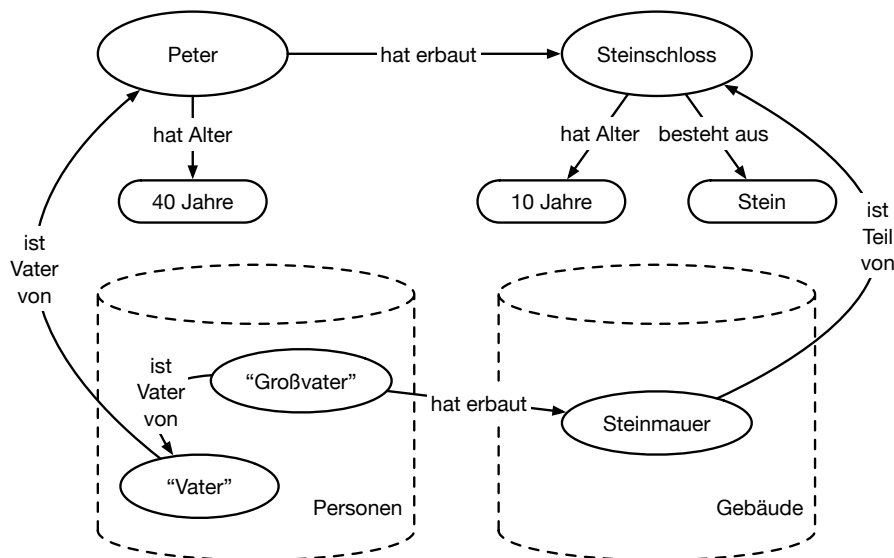 Peter
hat erbaut
Steinschloss
hat Alter
hat Alter
besteht aus
40 Jahre
10 Jahre
Stein
ist
Vater
von
ist
Teil
von
ist
Vater
von
“Großvater”
hat erbaut
Steinmauer
“Vater”
Personen
Gebäude